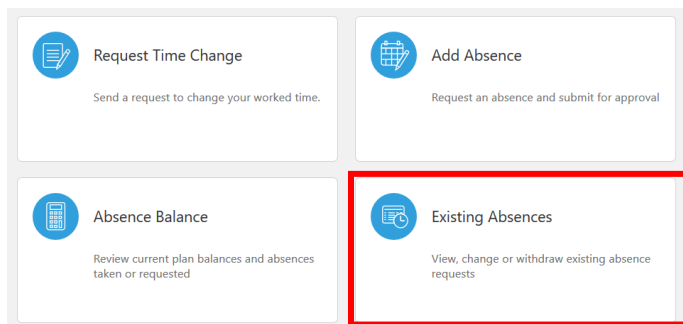 Request Time Change
Send a request to change your worked time.
Add Absence
Request an absence and submit for approval
Absence Balance
Review current plan balances and absences
taken or requested
Existing Absences
View, change or withdraw existing absence
requests